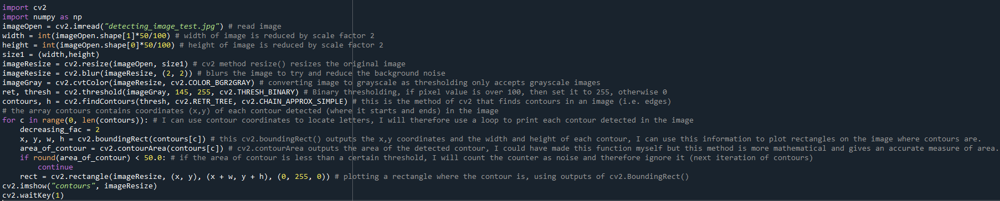 import cv2
import numpy as np
imageOpen = cv2.imread("detecting_image_test.jpg") # read image
width = int(imageOpen.shape[1]*50/100) # width of image is reduced by scale factor 2
height = int(imageOpen.shape[0]*50/100) # height of image is reduced by scale factor 2
size1 = (width,height)
imageResize = cv2.resize(imageOpen, size1) # cv2 method resize() resizes the original image
imageResize = cv2.blur(imageResize, (2, 2)) # blurs the image to try and reduce the background noise
imageGray = cv2.cvtColor(imageResize, cv2.COLOR_BGR2GRAY) # converting image to grayscale as thresholding only accepts grayscale images
ret, thresh = cv2.threshold(imageGray, 145, 255, cv2.THRESH_BINARY) # Binary thresholding, if pixel value is over 100, then set it to 255, otherwise 0
contours, h = cv2.findContours(thresh, cv2.RETR_TREE, cv2.CHAIN_APPROX_SIMPLE) # this is the method of cv2 that finds contours in an image (i.e. edges)
# the array contours contains coordinates (x,y) of each contour detected (where it starts and ends) in the image
for c in range(0, len(contours)): # I can use contour coordinates to locate letters, I will therefore use a loop to print each contour detected in the image
    decreasing_fac = 2
    x, y, w, h = cv2.boundingRect(contours[c]) # this cv2.boundingRect() outputs the x,y coordinates and the width and height of each contour, I can use this information to plot rectangles on the image where contours are.
    area_of_contour = cv2.contourArea(contours[c]) # cv2.contourArea outputs the area of the detected contour, I could have made this function myself but this method is more mathematical and gives an accurate measure of area.
    if round(area_of_contour) < 50.0: # if the area of contour is less than a certain threshold, I will count the counter as noise and therefore ignore it (next iteration of contours)
        continue
    rect = cv2.rectangle(imageResize, (x, y), (x + w, y + h), (0, 255, 0)) # plotting a rectangle where the contour is, using outputs of cv2.BoundingRect()
cv2.imshow("contours", imageResize)
cv2.waitKey(1)